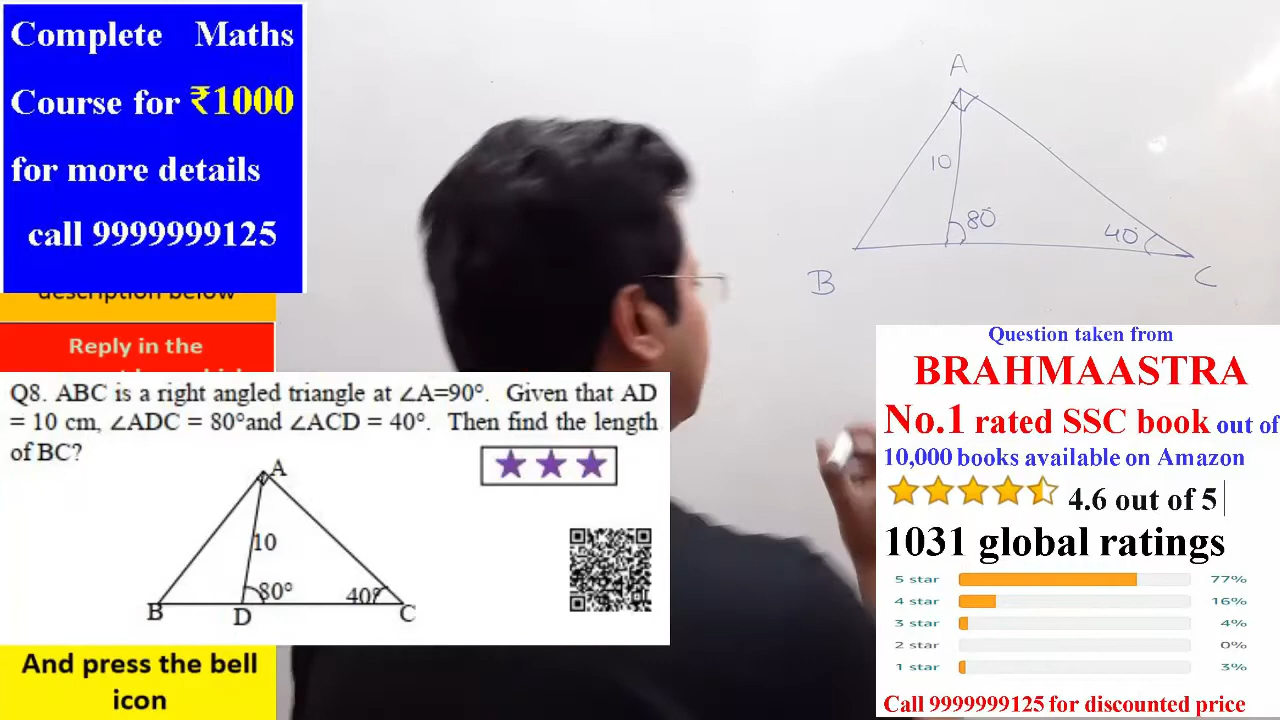 Complete Maths
Course for ₹1000
for more details
call 9999999125
description below
Reply in the
A
10
80°
40°
B
C
Q8. ABC is a right angled triangle at ∠A=90°. Given that AD
= 10 cm, ∠ADC = 80°and ∠ACD = 40°. Then find the length
of BC?
A
10
80°
40°
B
D
C
And press the bell
icon
Question taken from
BRAHMAASTRA
No.1 rated SSC book out of
10,000 books available on Amazon
4.6 out of 5
1031 global ratings
5 star 77%
4 star 16%
3 star 4%
2 star 0%
1 star 3%
Call 9999999125 for discounted price